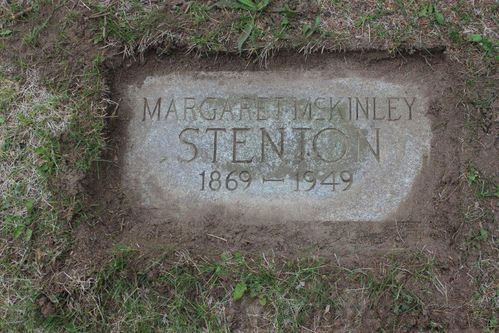 MARGARET MCKINLEY
STENTON
1869 — 1949